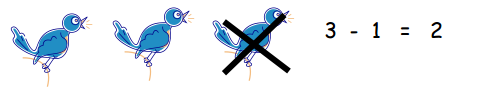 3 - 1 = 2